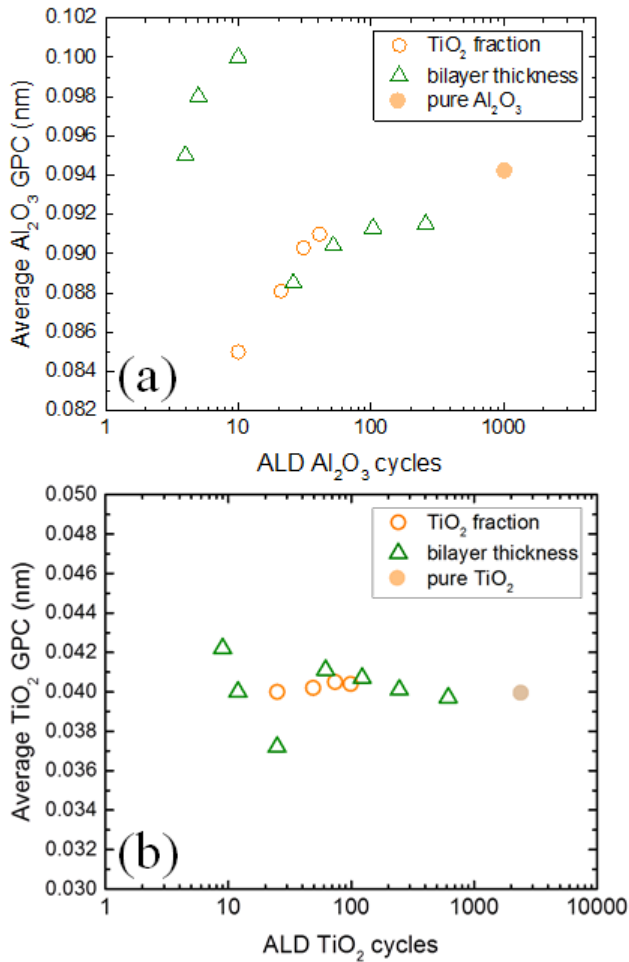 0.102
0.100
0.098
0.096
0.094
0.092
0.090
0.088
0.086
0.084
0.082
Average Al₂O₃ GPC (nm)
TiO₂ fraction
bilayer thickness
pure Al₂O₃
(a)
1 10 100 1000
ALD Al₂O₃ cycles
0.050
0.048
0.046
0.044
0.042
0.040
0.038
0.036
0.034
0.032
0.030
Average TiO₂ GPC (nm)
TiO₂ fraction
bilayer thickness
pure TiO₂
(b)
1 10 100 1000 10000
ALD TiO₂ cycles